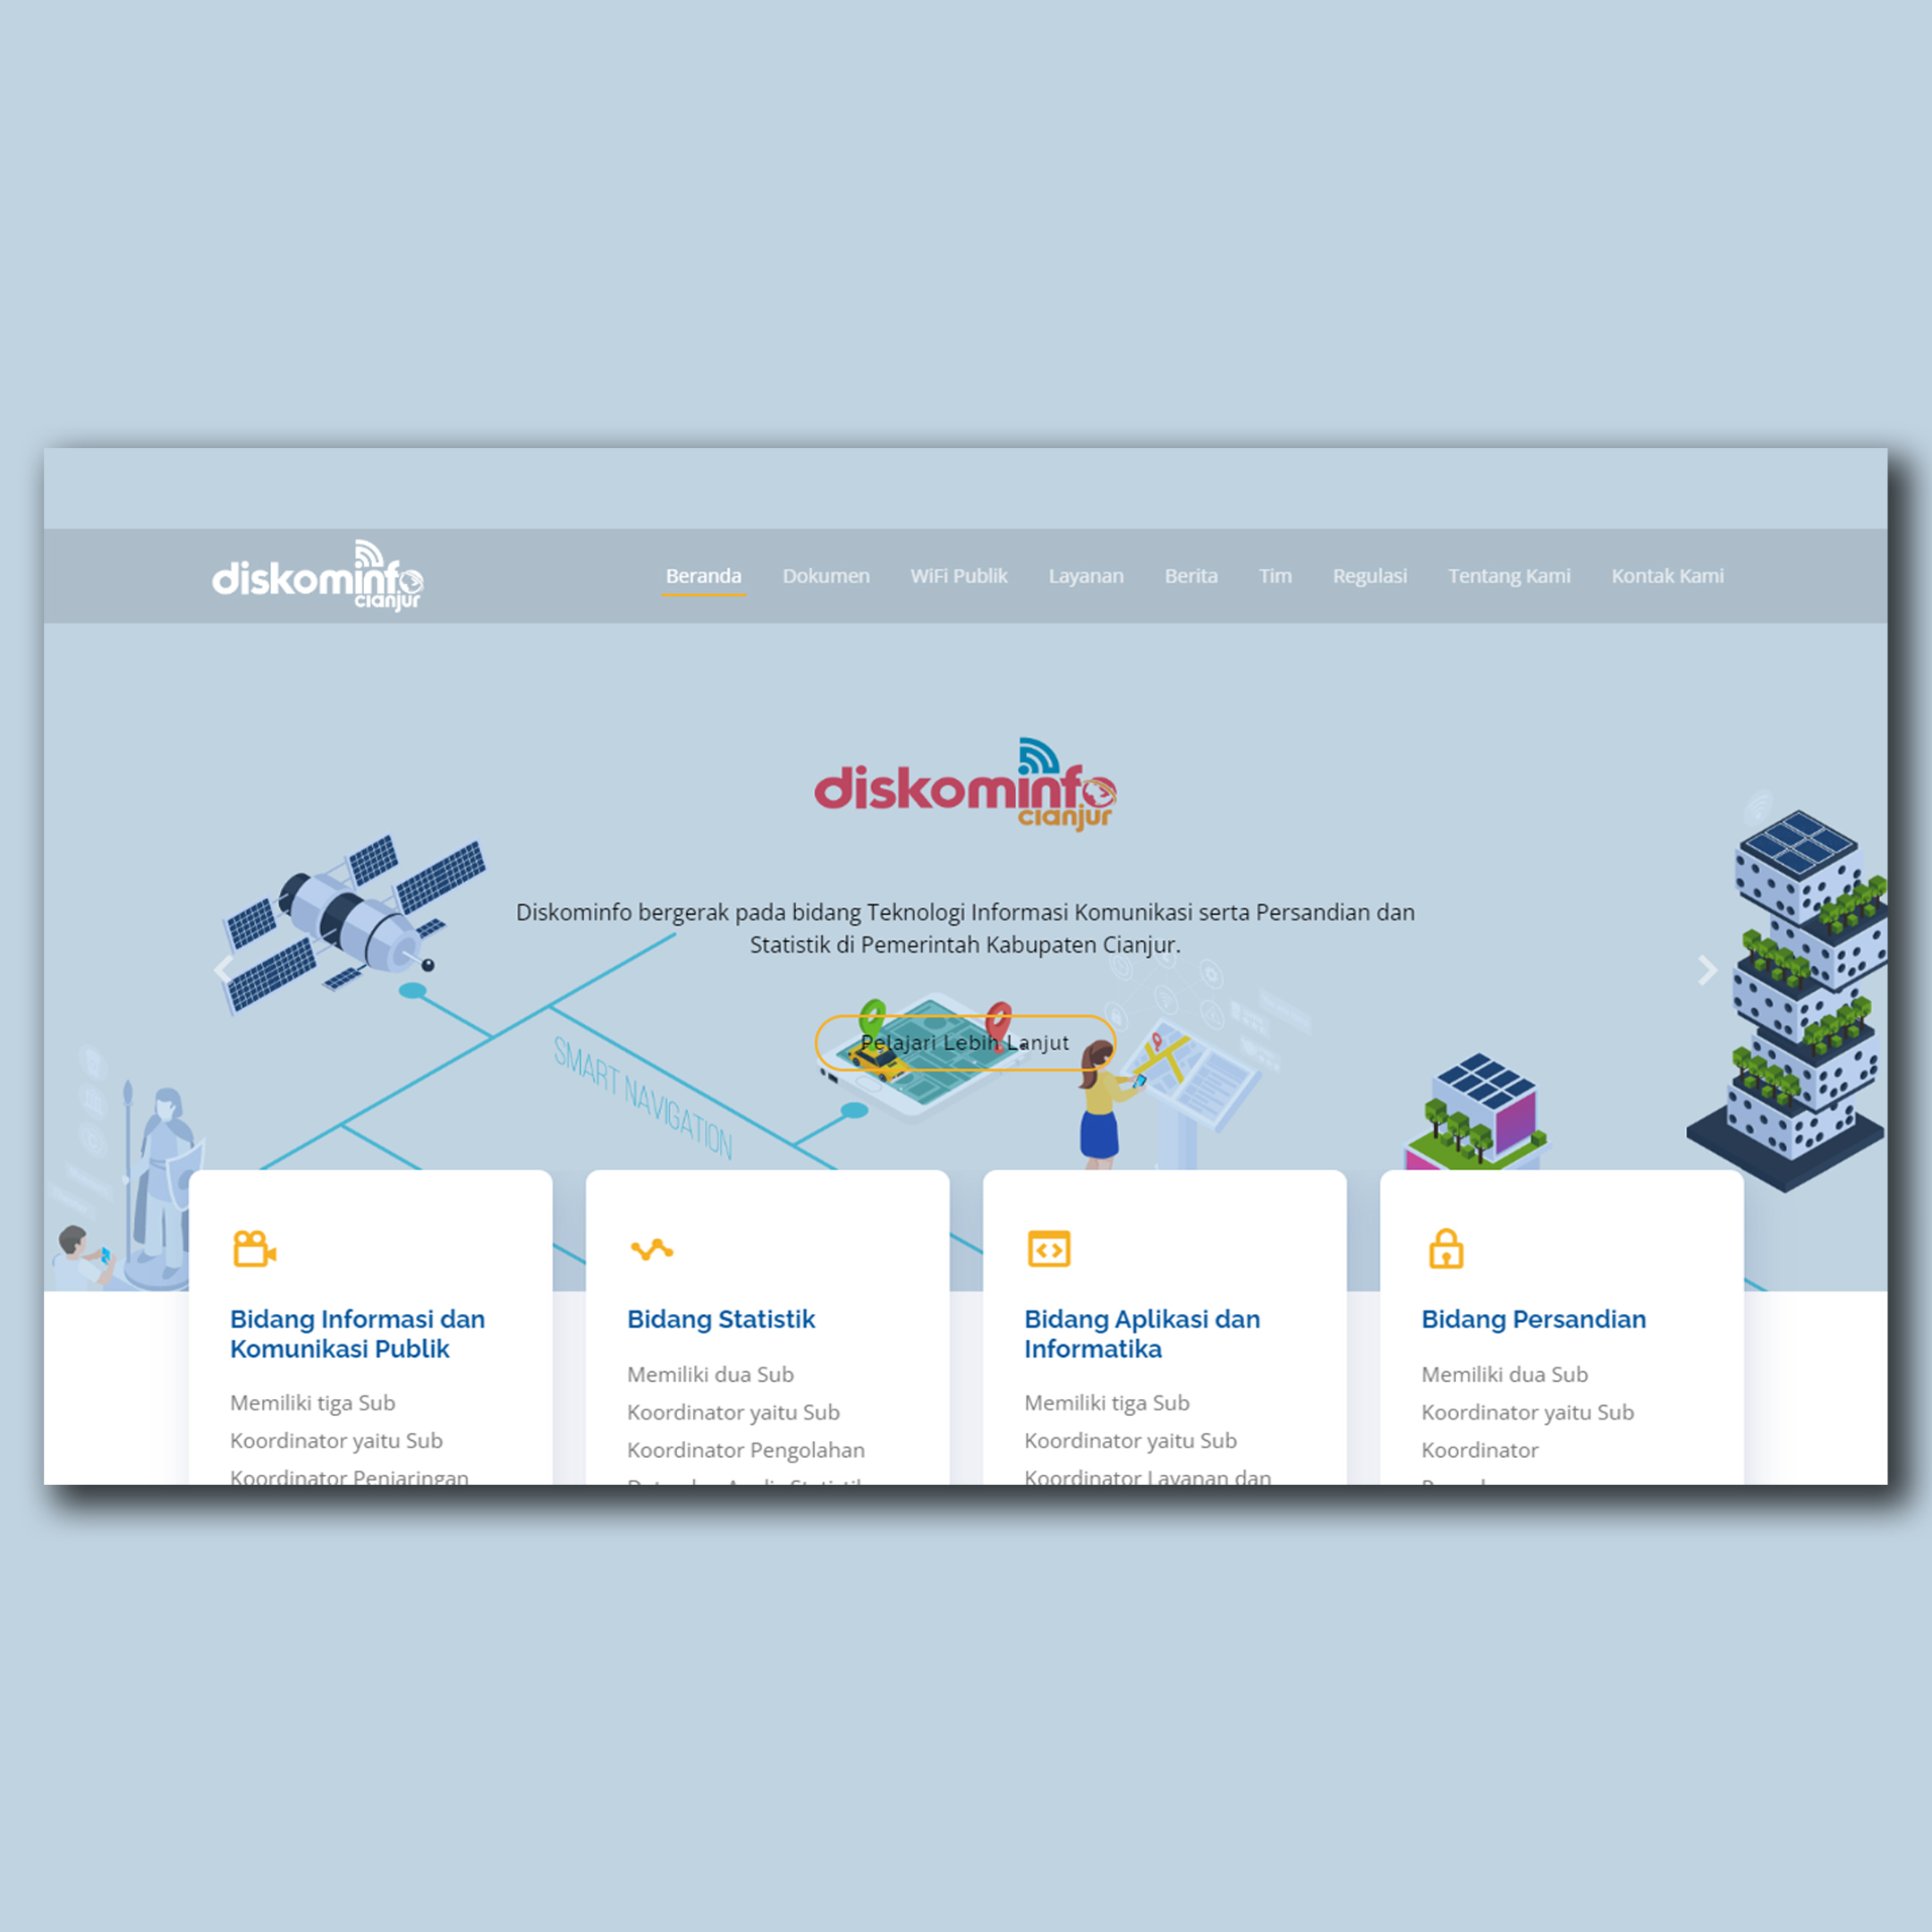 diskominfo
cianjur
Beranda Dokumen WiFi Publik Layanan Berita Tim Regulasi Tentang Kami Kontak Kami
diskominfo
cianjur
Diskominfo bergerak pada bidang Teknologi Informasi Komunikasi serta Persandian dan
Statistik di Pemerintah Kabupaten Cianjur.
Pelajari Lebih Lanjut
SMART NAVIGATION
Bidang Informasi dan
Komunikasi Publik
Memiliki tiga Sub
Koordinator yaitu Sub
Koordinator Penjaringan
Bidang Statistik
Memiliki dua Sub
Koordinator yaitu Sub
Koordinator Pengolahan
Bidang Aplikasi dan
Informatika
Memiliki tiga Sub
Koordinator yaitu Sub
Koordinator Layanan dan
Bidang Persandian
Memiliki dua Sub
Koordinator yaitu Sub
Koordinator